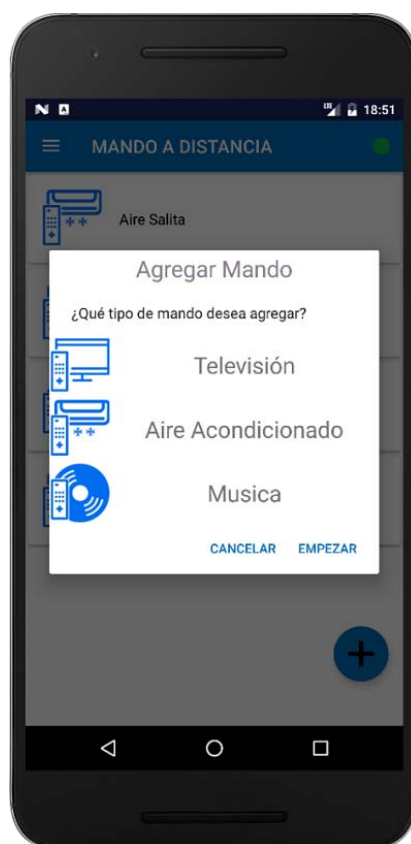 LTE 18:51
MANDO A DISTANCIA
Aire Salita
Agregar Mando
¿Qué tipo de mando desea agregar?
Televisión
Aire Acondicionado
Musica
CANCELAR EMPEZAR